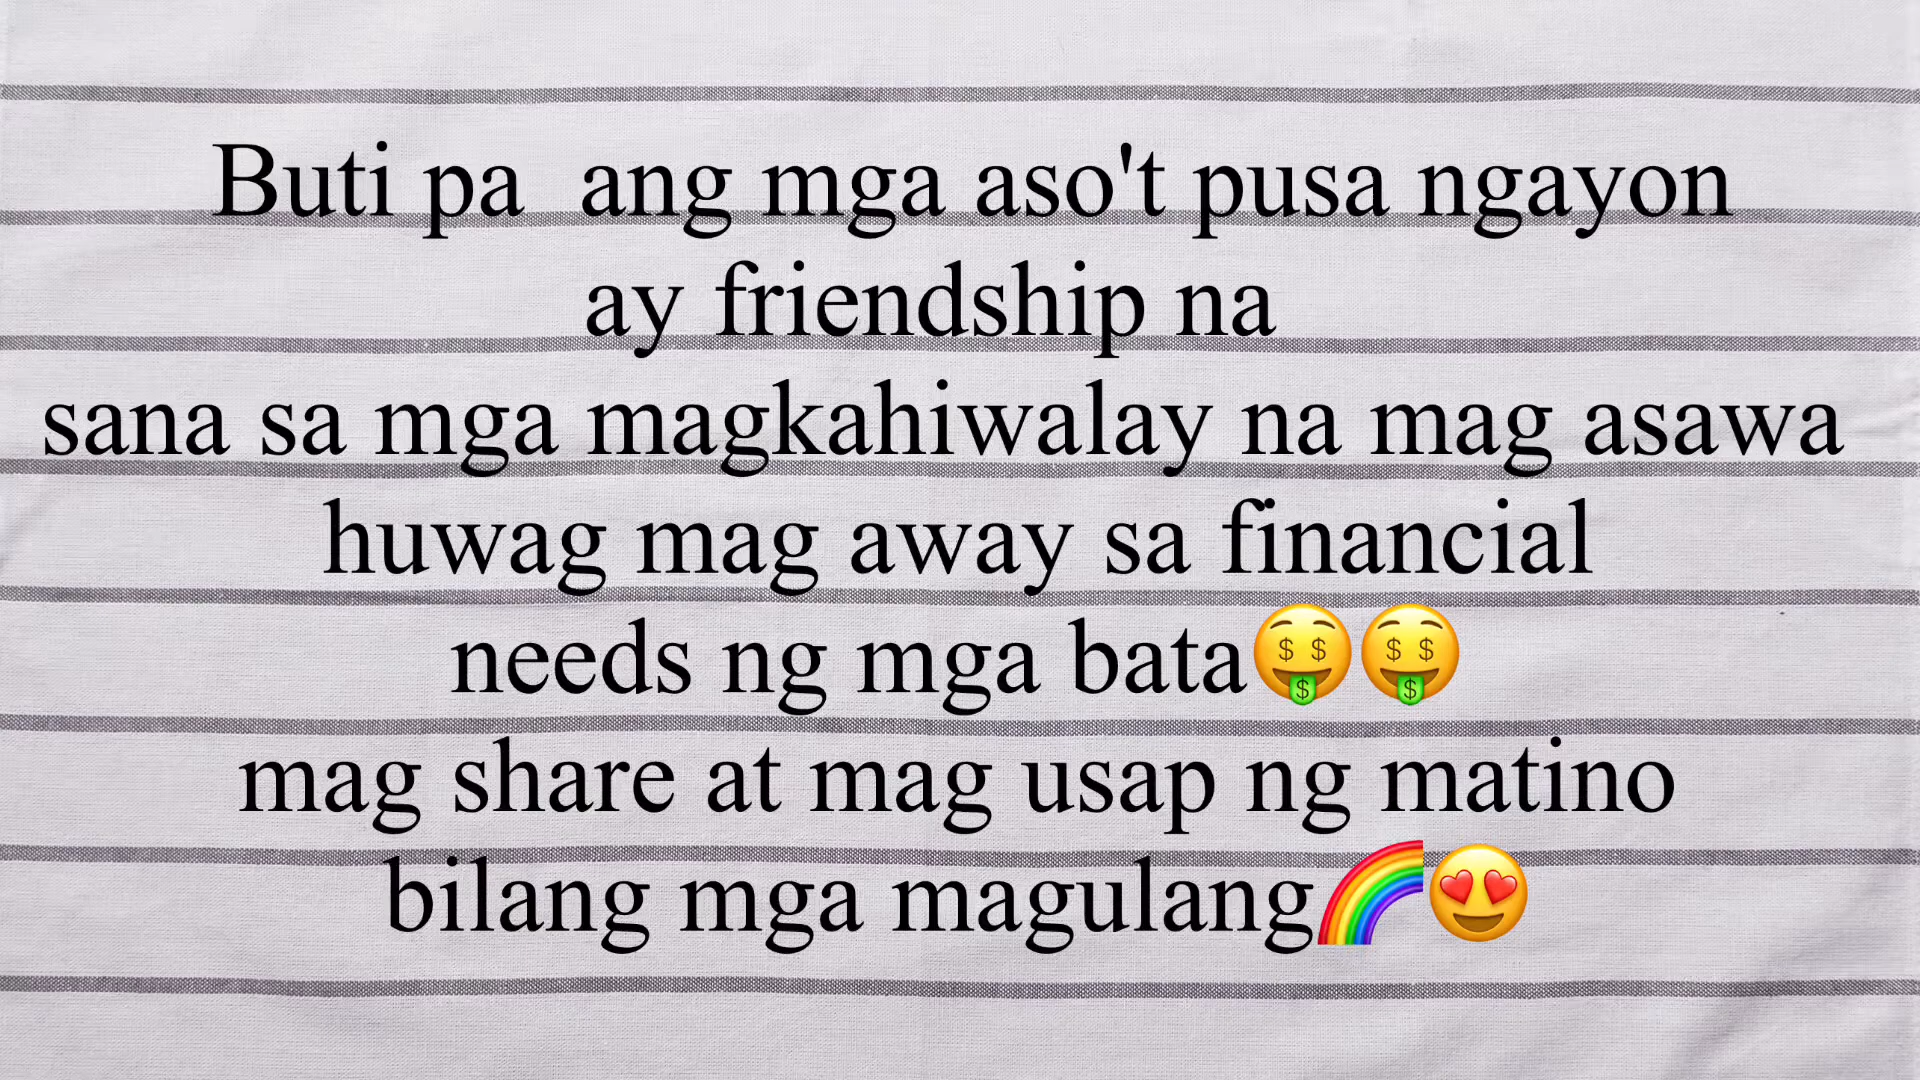 Buti pa  ang mga aso't pusa ngayon
ay friendship na
sana sa mga magkahiwalay na mag asawa
huwag mag away sa financial
needs ng mga bata🤑🤑
mag share at mag usap ng matino
bilang mga magulang🌈😍